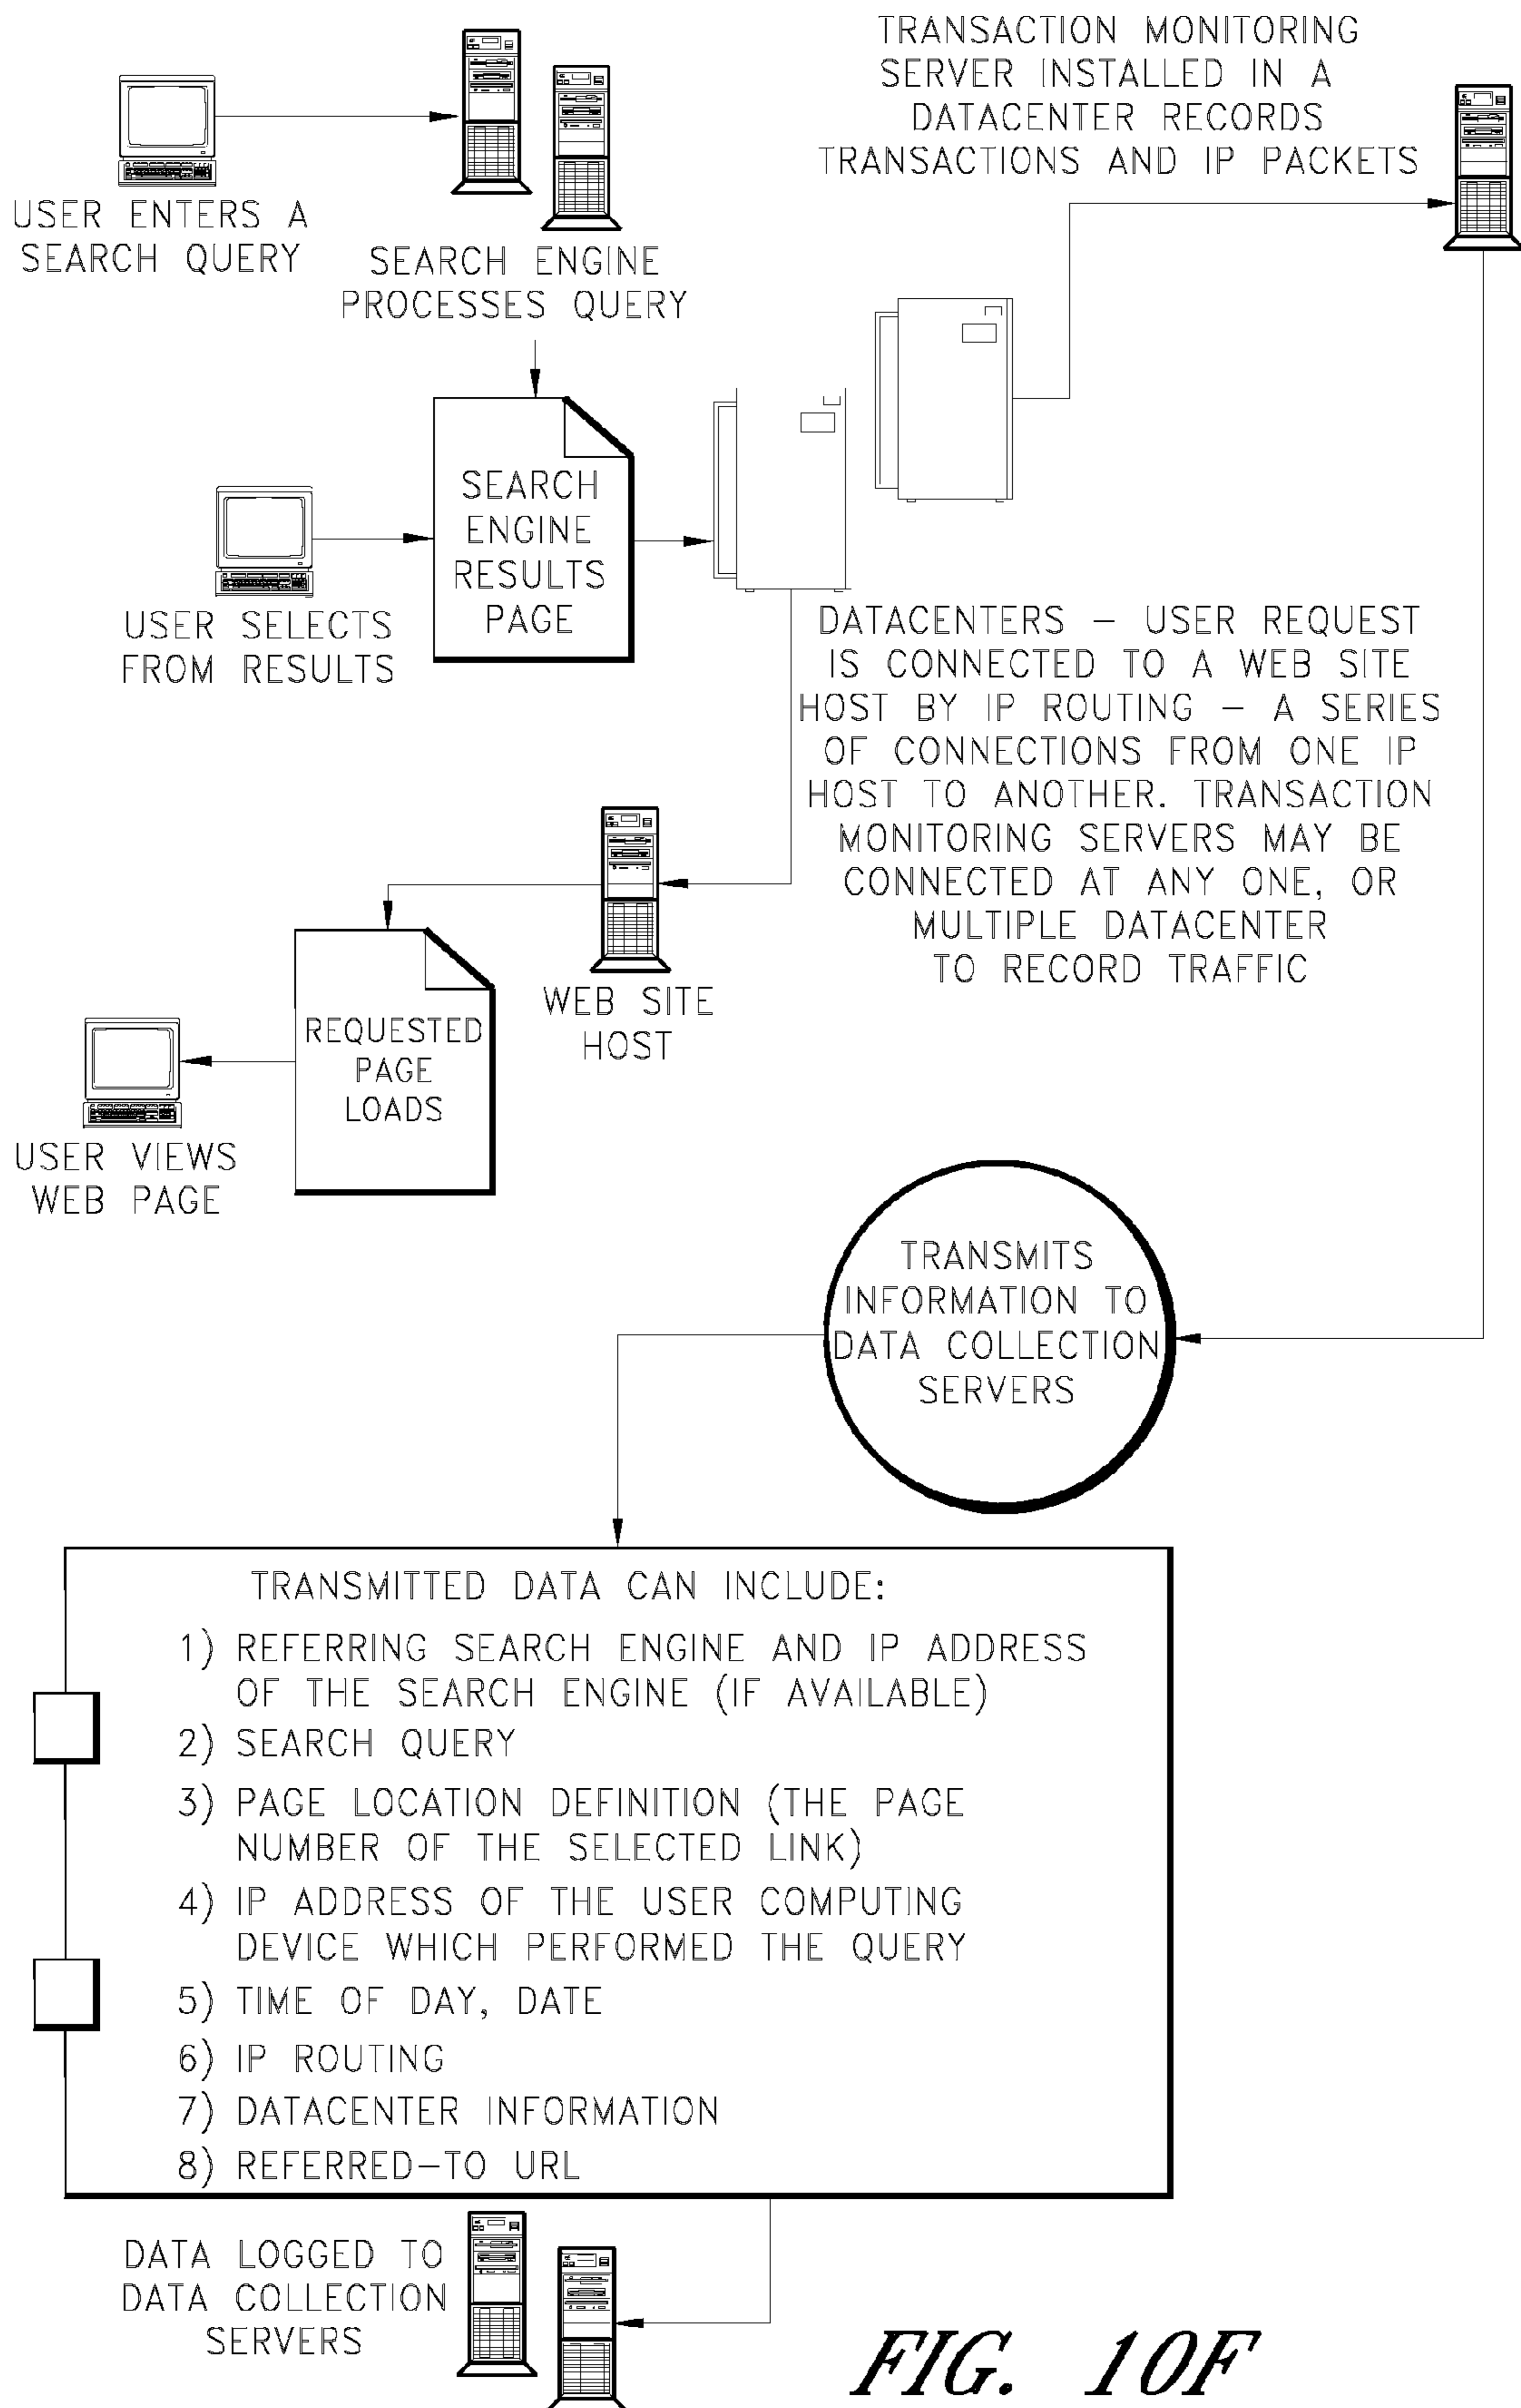 TRANSACTION MONITORING
SERVER INSTALLED IN A
DATACENTER RECORDS
TRANSACTIONS AND IP PACKETS
USER ENTERS A
SEARCH QUERY
SEARCH ENGINE
PROCESSES QUERY
SEARCH
ENGINE
RESULTS
PAGE
USER SELECTS
FROM RESULTS
DATACENTERS – USER REQUEST
IS CONNECTED TO A WEB SITE
HOST BY IP ROUTING – A SERIES
OF CONNECTIONS FROM ONE IP
HOST TO ANOTHER. TRANSACTION
MONITORING SERVERS MAY BE
CONNECTED AT ANY ONE, OR
MULTIPLE DATACENTER
TO RECORD TRAFFIC
WEB SITE
HOST
REQUESTED
PAGE
LOADS
USER VIEWS
WEB PAGE
TRANSMITS
INFORMATION TO
DATA COLLECTION
SERVERS
TRANSMITTED DATA CAN INCLUDE:
1) REFERRING SEARCH ENGINE AND IP ADDRESS
OF THE SEARCH ENGINE (IF AVAILABLE)
2) SEARCH QUERY
3) PAGE LOCATION DEFINITION (THE PAGE
NUMBER OF THE SELECTED LINK)
4) IP ADDRESS OF THE USER COMPUTING
DEVICE WHICH PERFORMED THE QUERY
5) TIME OF DAY, DATE
6) IP ROUTING
7) DATACENTER INFORMATION
8) REFERRED–TO URL
DATA LOGGED TO
DATA COLLECTION
SERVERS
FIG. 10F